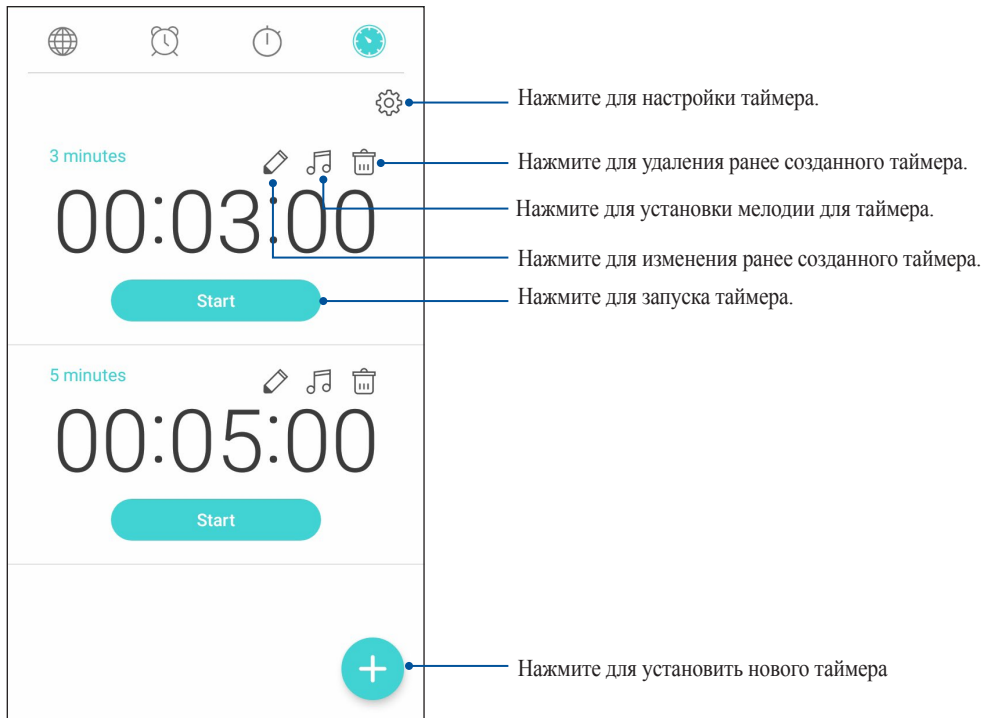 Нажмите для настройки таймера.
3 minutes
Нажмите для удаления ранее созданного таймера.
00:03:00
Нажмите для установки мелодии для таймера.
Нажмите для изменения ранее созданного таймера.
Start
Нажмите для запуска таймера.
5 minutes
00:05:00
Start
Нажмите для установить нового таймера